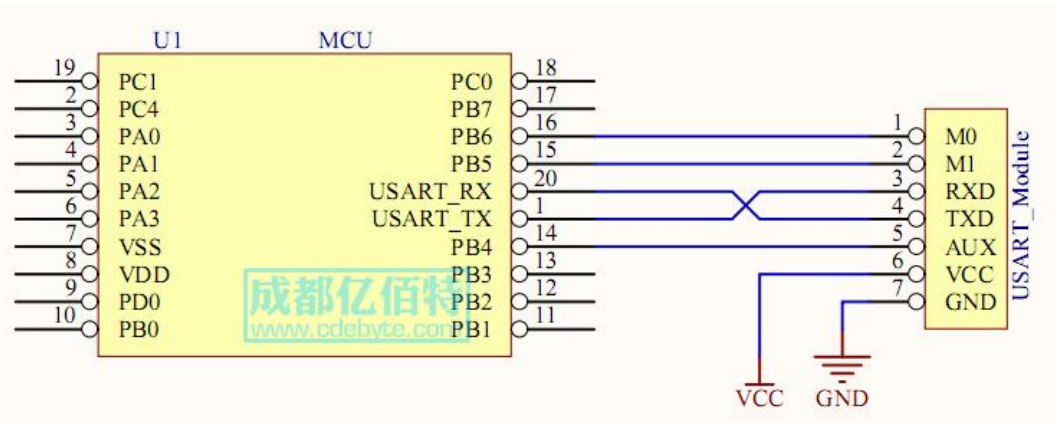 U1 MCU
19 PC1 PC0 18
2 PC4 PB7 17
3 PA0 PB6 16 1 M0
4 PA1 PB5 15 2 M1
5 PA2 USART_RX 20 3 RXD
6 PA3 USART_TX 1 4 TXD
7 VSS PB4 14 5 AUX
8 VDD PB3 13 6 VCC
9 PD0 PB2 12 7 GND
10 PB0 PB1 11
USART_Module
成都亿佰特
www.cdebyte.com
VCC GND